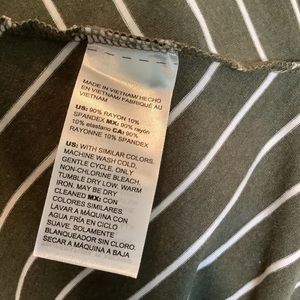 MADE IN VIETNAM/ HECHO
EN VIETNAM/ FABRIQUÉ AU
VIETNAM
US: 90% RAYON 10%
SPANDEX MX: 90% rayón
10% elastano CA: 90%
RAYONNE 10% SPANDEX
US: WITH SIMILAR COLORS.
MACHINE WASH COLD,
GENTLE CYCLE. ONLY
NON-CHLORINE BLEACH.
TUMBLE DRY LOW. WARM
IRON. MAY BE DRY
CLEANED MX: CON
COLORES SIMILARES.
LAVAR A MÁQUINA CON
AGUA FRÍA EN CICLO
SUAVE. SOLAMENTE
BLANQUEADOR SIN CLORO.
SECAR A MÁQUINA A BAJA